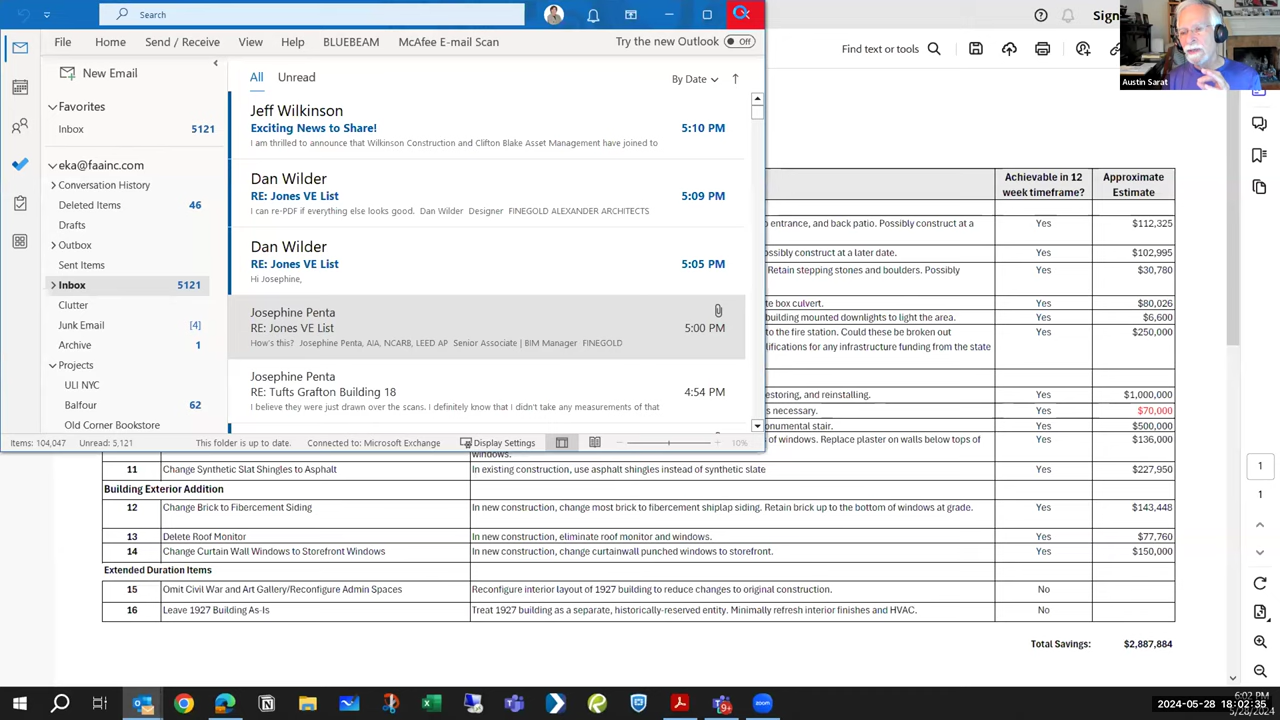 Search
File Home Send / Receive View Help BLUEBEAM McAfee E-mail Scan Try the new Outlook Off
New Email
Favorites
Inbox 5121
eka@faainc.com
Conversation History
Deleted Items 46
Drafts
Outbox
Sent Items
Inbox 5121
Clutter
Junk Email [4]
Archive 1
Projects
ULI NYC
Balfour 62
Old Corner Bookstore
All Unread By Date
Jeff Wilkinson
Exciting News to Share! 5:10 PM
I am thrilled to announce that Wilkinson Construction and Clifton Blake Asset Management have joined to
Dan Wilder
RE: Jones VE List 5:09 PM
I can re-PDF if everything else looks good. Dan Wilder Designer FINEGOLD ALEXANDER ARCHITECTS
Dan Wilder
RE: Jones VE List 5:05 PM
Hi Josephine,
Josephine Penta
RE: Jones VE List 5:00 PM
How's this? Josephine Penta, AIA, NCARB, LEED AP Senior Associate | BIM Manager FINEGOLD
Josephine Penta
RE: Tufts Grafton Building 18 4:54 PM
I believe they were just drawn over the scans. I definitely know that I didn't take any measurements of that
Items: 104,047 Unread: 5,121 This folder is up to date. Connected to: Microsoft Exchange Display Settings 10%
Sign
Find text or tools
Austin Sarat
Achievable in 12 Approximate
week timeframe? Estimate
entrance, and back patio. Possibly construct at a Yes $112,325
ossibly construct at a later date. Yes $102,995
Retain stepping stones and boulders. Possibly Yes $30,780
te box culvert. Yes $80,026
building mounted downlights to light the area. Yes $6,600
to the fire station. Could these be broken out Yes $250,000
lifications for any infrastructure funding from the state
estoring, and reinstalling. Yes $1,000,000
s necessary. Yes $70,000
onumental stair. Yes $500,000
of windows. Replace plaster on walls below tops of Yes $136,000
windows.
11 Change Synthetic Slat Shingles to Asphalt In existing construction, use asphalt shingles instead of synthetic slate Yes $227,950
Building Exterior Addition
12 Change Brick to Fibercement Siding In new construction, change most brick to fibercement shiplap siding. Retain brick up to the bottom of windows at grade. Yes $143,448
13 Delete Roof Monitor In new construction, eliminate roof monitor and windows. Yes $77,760
14 Change Curtain Wall Windows to Storefront Windows In new construction, change curtainwall punched windows to storefront. Yes $150,000
Extended Duration Items
15 Omit Civil War and Art Gallery/Reconfigure Admin Spaces Reconfigure interior layout of 1927 building to reduce changes to original construction. No
16 Leave 1927 Building As-Is Treat 1927 building as a separate, historically-reserved entity. Minimally refresh interior finishes and HVAC. No
Total Savings: $2,887,884
1
1
6:02 PM
2024-05-28 18:02:35